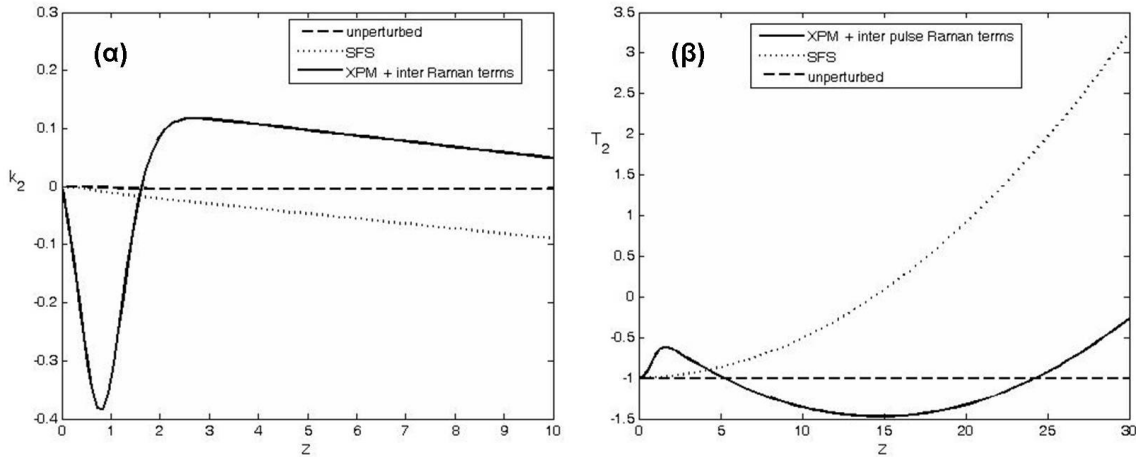 (α)
unperturbed
SFS
XPM + inter Raman terms
0.3
0.2
0.1
0
-0.1
-0.2
-0.3
-0.4
k2
0 1 2 3 4 5 6 7 8 9 10
z
(β)
XPM + inter pulse Raman terms
SFS
unperturbed
3.5
3
2.5
2
1.5
1
0.5
0
-0.5
-1
-1.5
T2
0 5 10 15 20 25 30
z